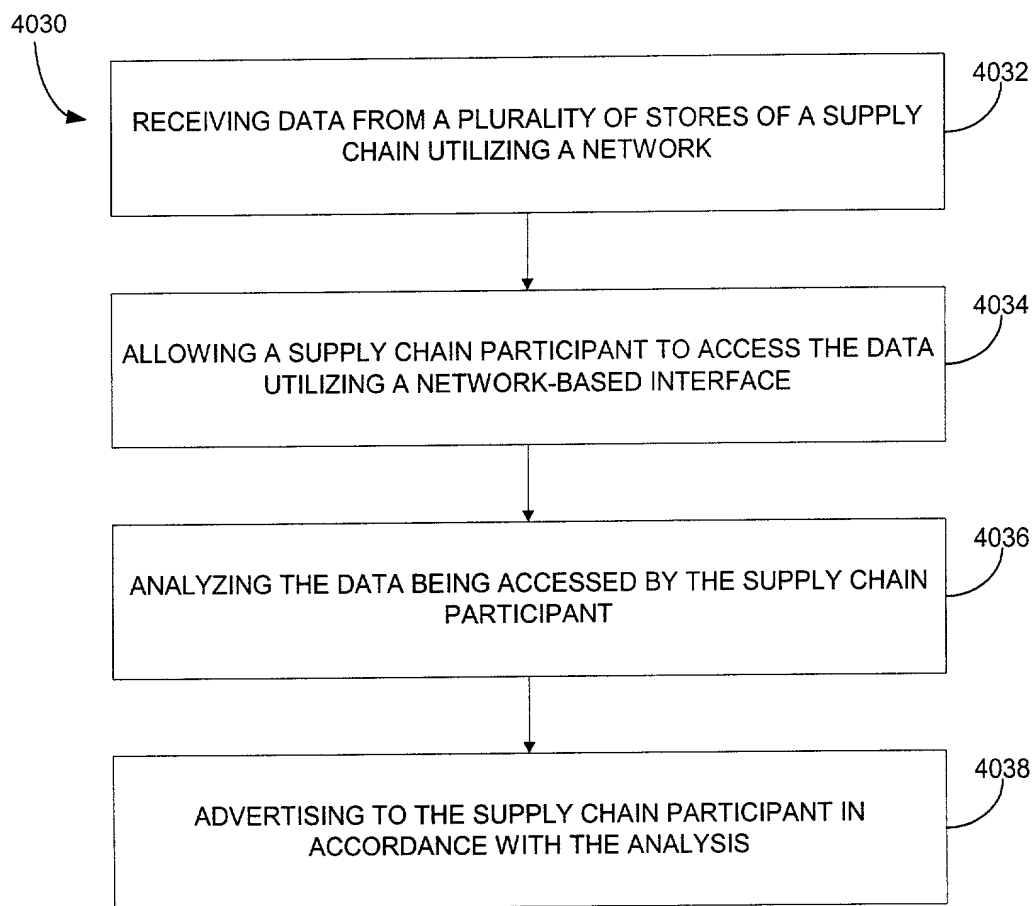 4030
4032
RECEIVING DATA FROM A PLURALITY OF STORES OF A SUPPLY
CHAIN UTILIZING A NETWORK
4034
ALLOWING A SUPPLY CHAIN PARTICIPANT TO ACCESS THE DATA
UTILIZING A NETWORK-BASED INTERFACE
4036
ANALYZING THE DATA BEING ACCESSED BY THE SUPPLY CHAIN
PARTICIPANT
4038
ADVERTISING TO THE SUPPLY CHAIN PARTICIPANT IN
ACCORDANCE WITH THE ANALYSIS